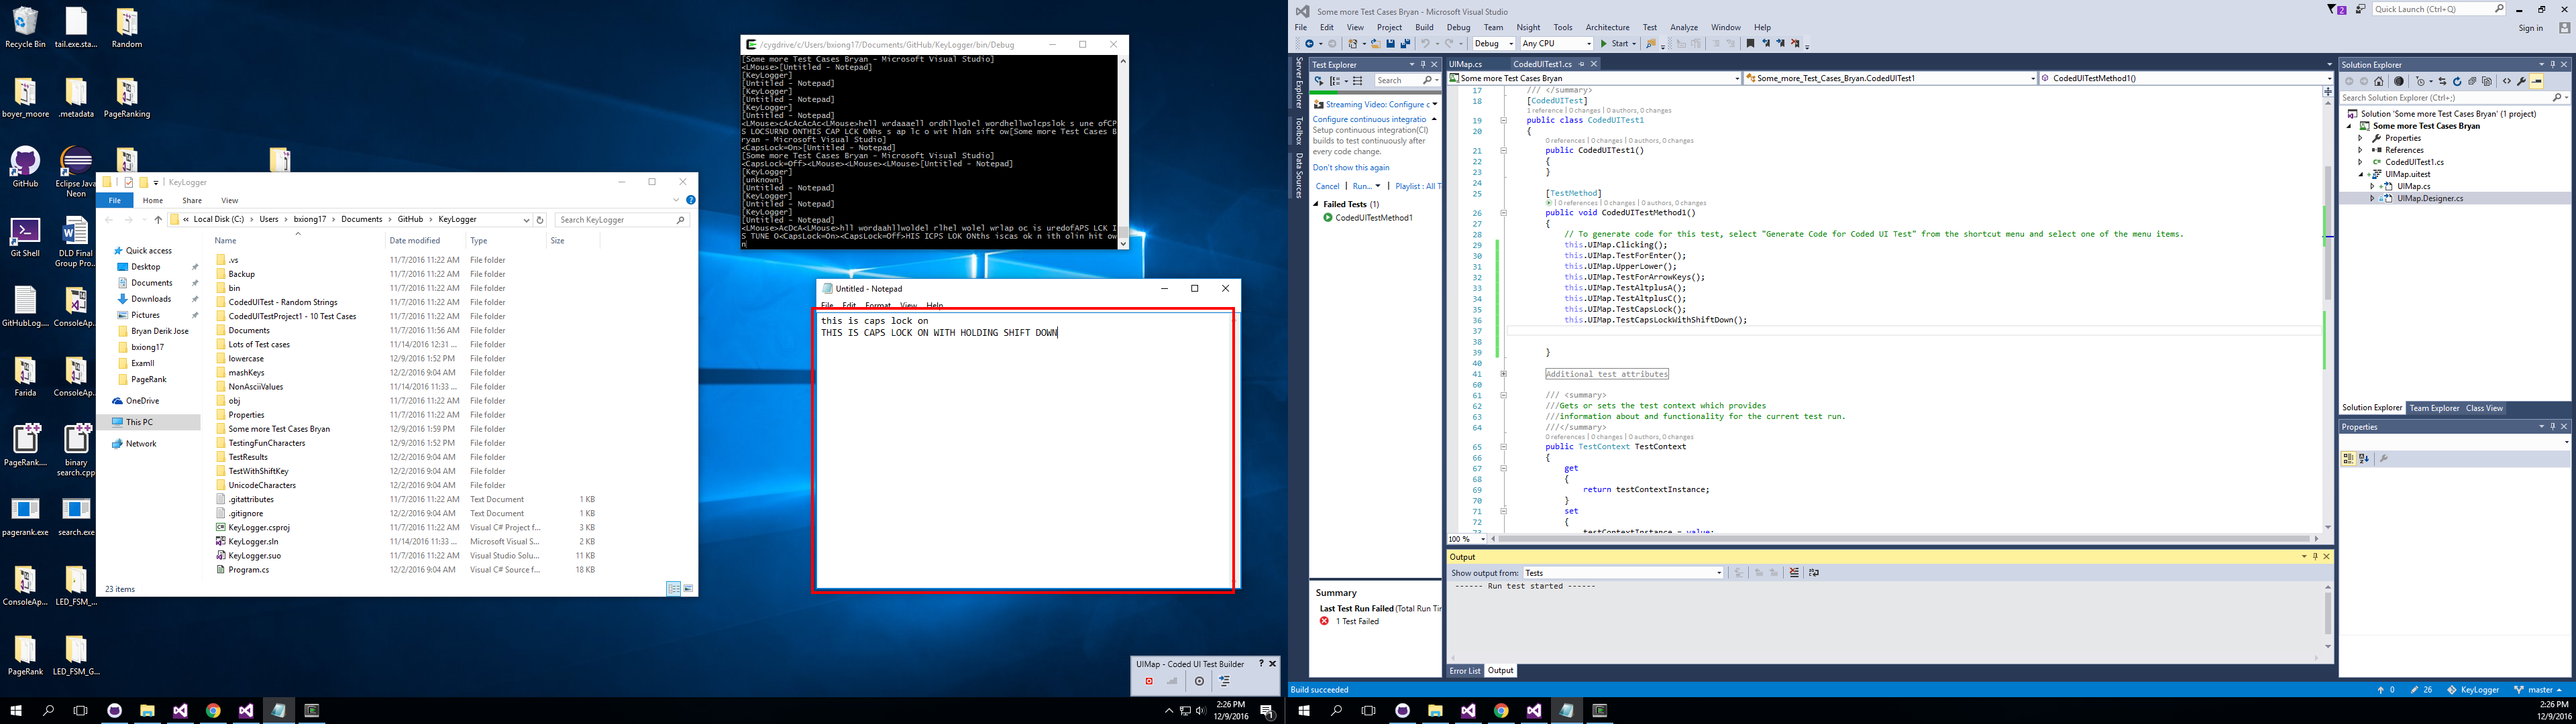 Recycle Bin
tail.exe.sta...
Random
boyer_moore
.metadata
PageRanking
GitHub
Eclipse Java Neon
Git Shell
DLD Final Group Pro...
GitHubLog....
ConsoleAp...
Farida
ConsoleAp...
PageRank....
binary search.cpp
pagerank.exe
search.exe
ConsoleAp...
LED_FSM_...
PageRank
LED_FSM_G...
KeyLogger
File
Home
Share
View
« Local Disk (C:) > Users > bxiong17 > Documents > GitHub > KeyLogger
Search KeyLogger
Quick access
Desktop
Documents
Downloads
Pictures
Bryan Derik Jose
bxiong17
ExamII
PageRank
OneDrive
This PC
Network
Name Date modified Type Size
.vs 11/7/2016 11:22 AM File folder
Backup 11/7/2016 11:22 AM File folder
bin 11/7/2016 11:22 AM File folder
CodedUITest - Random Strings 11/7/2016 11:22 AM File folder
CodedUITestProject1 - 10 Test Cases 11/7/2016 11:22 AM File folder
Documents 11/7/2016 11:56 AM File folder
Lots of Test cases 11/14/2016 12:31 ... File folder
lowercase 12/9/2016 1:52 PM File folder
mashKeys 12/2/2016 9:04 AM File folder
NonAsciiValues 11/14/2016 11:33 ... File folder
obj 11/7/2016 11:22 AM File folder
Properties 11/7/2016 11:22 AM File folder
Some more Test Cases Bryan 12/9/2016 1:59 PM File folder
TestingFunCharacters 12/9/2016 1:52 PM File folder
TestResults 12/2/2016 9:04 AM File folder
TestWithShiftKey 12/2/2016 9:04 AM File folder
UnicodeCharacters 12/2/2016 9:04 AM File folder
.gitattributes 11/7/2016 11:22 AM Text Document 1 KB
.gitignore 12/2/2016 9:04 AM Text Document 1 KB
KeyLogger.csproj 11/7/2016 11:22 AM Visual C# Project f... 3 KB
KeyLogger.sln 11/14/2016 11:33 ... Microsoft Visual S... 2 KB
KeyLogger.suo 11/7/2016 11:22 AM Visual Studio Solu... 11 KB
Program.cs 12/2/2016 9:04 AM Visual C# Source f... 18 KB
23 items
/cygdrive/c/Users/bxiong17/Documents/GitHub/KeyLogger/bin/Debug
[Some more Test Cases Bryan - Microsoft Visual Studio]
<LMouse>[Untitled - Notepad]
[KeyLogger]
[Untitled - Notepad]
[KeyLogger]
[Untitled - Notepad]
[KeyLogger]
[Untitled - Notepad]
<LMouse>cAcAcAcAc<LMouse>hell wrdaaaell ordhllwolel wordhellwolcpslok s une ofCP
S LOCSURND ONTHIS CAP LCK ONhs s ap lc o wit hldn sift ow[Some more Test Cases B
ryan - Microsoft Visual Studio]
<CapsLock=On>[Untitled - Notepad]
[Some more Test Cases Bryan - Microsoft Visual Studio]
<CapsLock=Off><LMouse><LMouse><LMouse>[Untitled - Notepad]
[KeyLogger]
[unknown]
[Untitled - Notepad]
[KeyLogger]
[Untitled - Notepad]
[KeyLogger]
[Untitled - Notepad]
<LMouse>AcDcA<LMouse>hll wordaahllwoldel rlhel wolel wrlap oc is uredofAPS LCK I
S TUNE O<CapsLock=On><CapsLock=Off>HIS ICPS LOK ONths iscas ok n ith olin hit ow
n
Untitled - Notepad
File Edit Format View Help
this is caps lock on
THIS IS CAPS LOCK ON WITH HOLDING SHIFT DOWN
UIMap - Coded UI Test Builder
2:26 PM
12/9/2016
Some more Test Cases Bryan - Microsoft Visual Studio
2
Quick Launch (Ctrl+Q)
File Edit View Project Build Debug Team Nsight Tools Architecture Test Analyze Window Help
Sign in
Debug
Any CPU
Start
Server Explorer
Toolbox
Data Sources
Test Explorer
Search
Streaming Video: Configure c
Configure continuous integratio
Setup continuous integration(CI)
builds to test continuously after
every code change.
Don't show this again
Cancel | Run... | Playlist : All T
Failed Tests (1)
CodedUITestMethod1
Summary
Last Test Run Failed (Total Run Tir
1 Test Failed
UIMap.cs
CodedUITest1.cs
Some more Test Cases Bryan
Some_more_Test_Cases_Bryan.CodedUITest1
CodedUITestMethod1()
17 /// </summary>
18 [CodedUITest]
1 reference | 0 changes | 0 authors, 0 changes
19 public class CodedUITest1
20 {
0 references | 0 changes | 0 authors, 0 changes
21 public CodedUITest1()
22 {
23 }
24
25 [TestMethod]
| 0 references | 0 changes | 0 authors, 0 changes
26 public void CodedUITestMethod1()
27 {
28 // To generate code for this test, select "Generate Code for Coded UI Test" from the shortcut menu and select one of the menu items.
29 this.UIMap.Clicking();
30 this.UIMap.TestForEnter();
31 this.UIMap.UpperLower();
32 this.UIMap.TestForArrowKeys();
33 this.UIMap.TestAltplusA();
34 this.UIMap.TestAltplusC();
35 this.UIMap.TestCapsLock();
36 this.UIMap.TestCapsLockWithShiftDown();
37
38
39 }
40
41 Additional test attributes
60
61 /// <summary>
62 ///Gets or sets the test context which provides
63 ///information about and functionality for the current test run.
64 ///</summary>
0 references | 0 changes | 0 authors, 0 changes
65 public TestContext TestContext
66 {
67 get
68 {
69 return testContextInstance;
70 }
71 set
72 {
73 testContextInstance = value;
100 %
Output
Show output from: Tests
------ Run test started ------
Error List
Output
Solution Explorer
Search Solution Explorer (Ctrl+;)
Solution 'Some more Test Cases Bryan' (1 project)
Some more Test Cases Bryan
Properties
References
CodedUITest1.cs
UIMap.uitest
UIMap.cs
UIMap.Designer.cs
Solution Explorer
Team Explorer
Class View
Properties
Build succeeded
0
26
KeyLogger
master
2:26 PM
12/9/2016